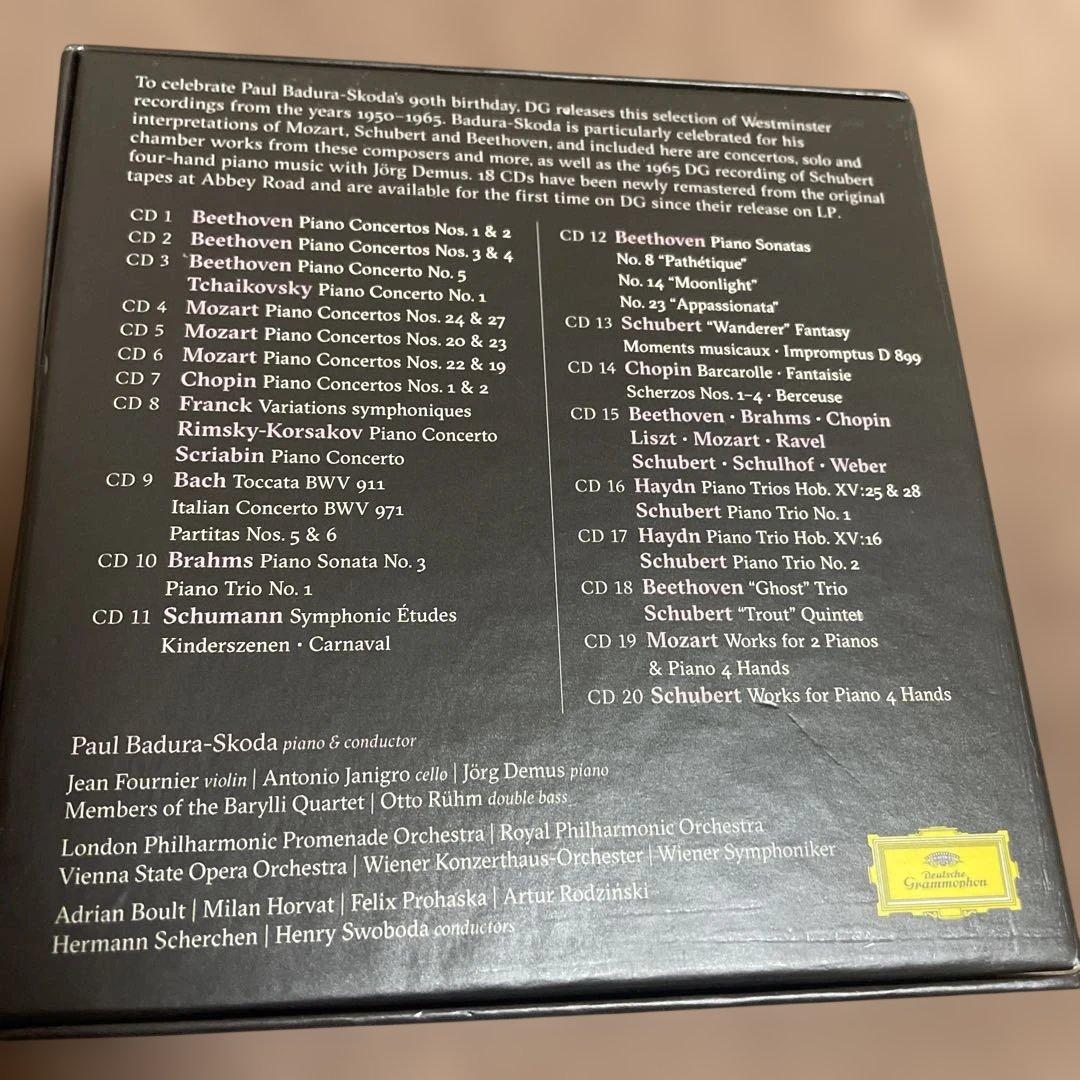 To celebrate Paul Badura-Skoda's 90th birthday, DG releases this selection of Westminster
recordings from the years 1950–1965. Badura-Skoda is particularly celebrated for his
interpretations of Mozart, Schubert and Beethoven, and included here are concertos, solo and
chamber works from these composers and more, as well as the 1965 DG recording of Schubert
four-hand piano music with Jörg Demus. 18 CDs have been newly remastered from the original
tapes at Abbey Road and are available for the first time on DG since their release on LP.
CD 1 Beethoven Piano Concertos Nos. 1 & 2
CD 2 Beethoven Piano Concertos Nos. 3 & 4
CD 3 Beethoven Piano Concerto No. 5
Tchaikovsky Piano Concerto No. 1
CD 4 Mozart Piano Concertos Nos. 24 & 27
CD 5 Mozart Piano Concertos Nos. 20 & 23
CD 6 Mozart Piano Concertos Nos. 22 & 19
CD 7 Chopin Piano Concertos Nos. 1 & 2
CD 8 Franck Variations symphoniques
Rimsky-Korsakov Piano Concerto
Scriabin Piano Concerto
CD 9 Bach Toccata BWV 911
Italian Concerto BWV 971
Partitas Nos. 5 & 6
CD 10 Brahms Piano Sonata No. 3
Piano Trio No. 1
CD 11 Schumann Symphonic Études
Kinderszenen · Carnaval
CD 12 Beethoven Piano Sonatas
No. 8 “Pathétique”
No. 14 “Moonlight”
No. 23 “Appassionata”
CD 13 Schubert “Wanderer” Fantasy
Moments musicaux · Impromptus D 899
CD 14 Chopin Barcarolle · Fantaisie
Scherzos Nos. 1–4 · Berceuse
CD 15 Beethoven · Brahms · Chopin
Liszt · Mozart · Ravel
Schubert · Schulhof · Weber
CD 16 Haydn Piano Trios Hob. XV:25 & 28
Schubert Piano Trio No. 1
CD 17 Haydn Piano Trio Hob. XV:16
Schubert Piano Trio No. 2
CD 18 Beethoven “Ghost” Trio
Schubert “Trout” Quintet
CD 19 Mozart Works for 2 Pianos
& Piano 4 Hands
CD 20 Schubert Works for Piano 4 Hands
Paul Badura-Skoda piano & conductor
Jean Fournier violin | Antonio Janigro cello | Jörg Demus piano
Members of the Barylli Quartet | Otto Rühm double bass
London Philharmonic Promenade Orchestra | Royal Philharmonic Orchestra
Vienna State Opera Orchestra | Wiener Konzerthaus-Orchester | Wiener Symphoniker
Adrian Boult | Milan Horvat | Felix Prohaska | Artur Rodziński
Hermann Scherchen | Henry Swoboda conductors
Deutsche
Grammophon